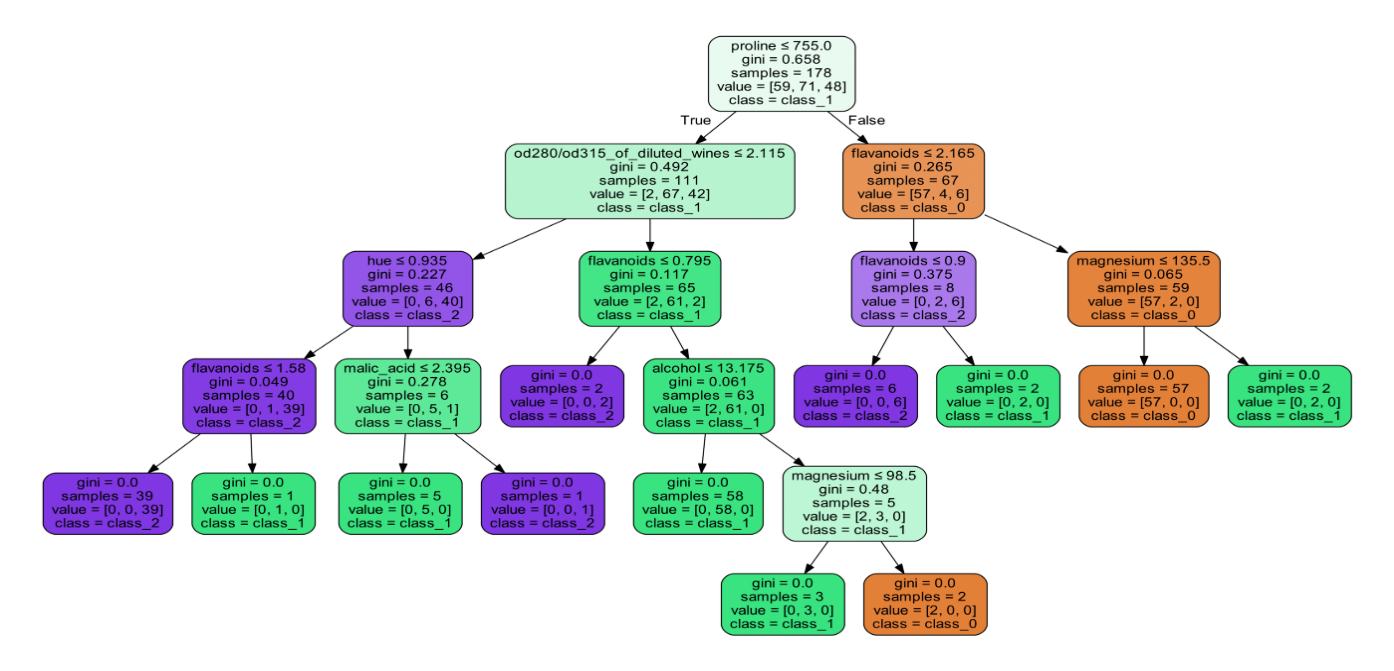 proline ≤ 755.0
gini = 0.658
samples = 178
value = [59, 71, 48]
class = class_1
True
False
od280/od315_of_diluted_wines ≤ 2.115
gini = 0.492
samples = 111
value = [2, 67, 42]
class = class_1
flavanoids ≤ 2.165
gini = 0.265
samples = 67
value = [57, 4, 6]
class = class_0
hue ≤ 0.935
gini = 0.227
samples = 46
value = [0, 6, 40]
class = class_2
flavanoids ≤ 0.795
gini = 0.117
samples = 65
value = [2, 61, 2]
class = class_1
flavanoids ≤ 0.9
gini = 0.375
samples = 8
value = [0, 2, 6]
class = class_2
magnesium ≤ 135.5
gini = 0.065
samples = 59
value = [57, 2, 0]
class = class_0
flavanoids ≤ 1.58
gini = 0.049
samples = 40
value = [0, 1, 39]
class = class_2
malic_acid ≤ 2.395
gini = 0.278
samples = 6
value = [0, 5, 1]
class = class_1
gini = 0.0
samples = 2
value = [0, 0, 2]
class = class_2
alcohol ≤ 13.175
gini = 0.061
samples = 63
value = [2, 61, 0]
class = class_1
gini = 0.0
samples = 6
value = [0, 0, 6]
class = class_2
gini = 0.0
samples = 2
value = [0, 2, 0]
class = class_1
gini = 0.0
samples = 57
value = [57, 0, 0]
class = class_0
gini = 0.0
samples = 2
value = [0, 2, 0]
class = class_1
gini = 0.0
samples = 39
value = [0, 0, 39]
class = class_2
gini = 0.0
samples = 1
value = [0, 1, 0]
class = class_1
gini = 0.0
samples = 5
value = [0, 5, 0]
class = class_1
gini = 0.0
samples = 1
value = [0, 0, 1]
class = class_2
gini = 0.0
samples = 58
value = [0, 58, 0]
class = class_1
magnesium ≤ 98.5
gini = 0.48
samples = 5
value = [2, 3, 0]
class = class_1
gini = 0.0
samples = 3
value = [0, 3, 0]
class = class_1
gini = 0.0
samples = 2
value = [2, 0, 0]
class = class_0